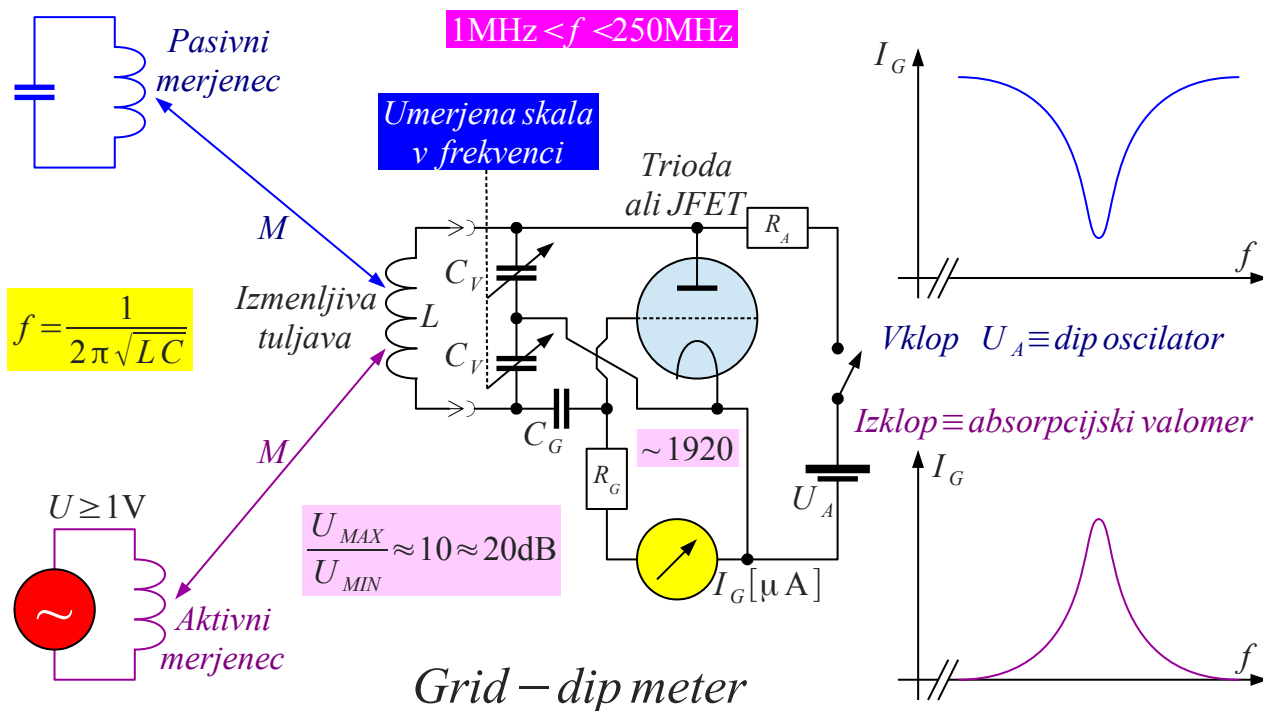 1MHz < f < 250MHz
Pasivni
merjenec
Umerjena skala
v frekvenci
Trioda
ali JFET
R_A
I_G
f
M
C_V
Izmenljiva
tuljava
L
f = 1 / (2π√(LC))
C_V
Vklop U_A ≡ dip oscilator
C_G
Izklop ≡ absorpcijski valomer
M
~1920
R_G
U_A
I_G
U ≥ 1V
U_MAX / U_MIN ≈ 10 ≈ 20dB
I_G [μA]
~
Aktivni
merjenec
f
Grid – dip meter